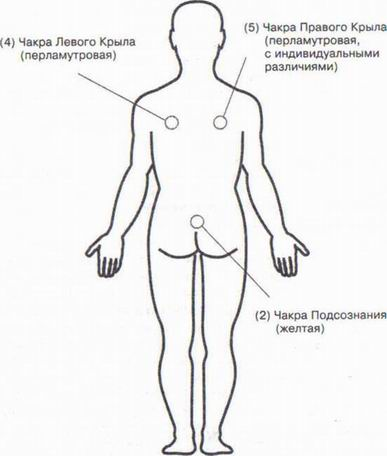 (5) Чакра Правого Крыла
(перламутровая,
с индивидуальными
различиями)
(4) Чакра Левого Крыла
(перламутровая)
(2) Чакра Подсознания
(желтая)